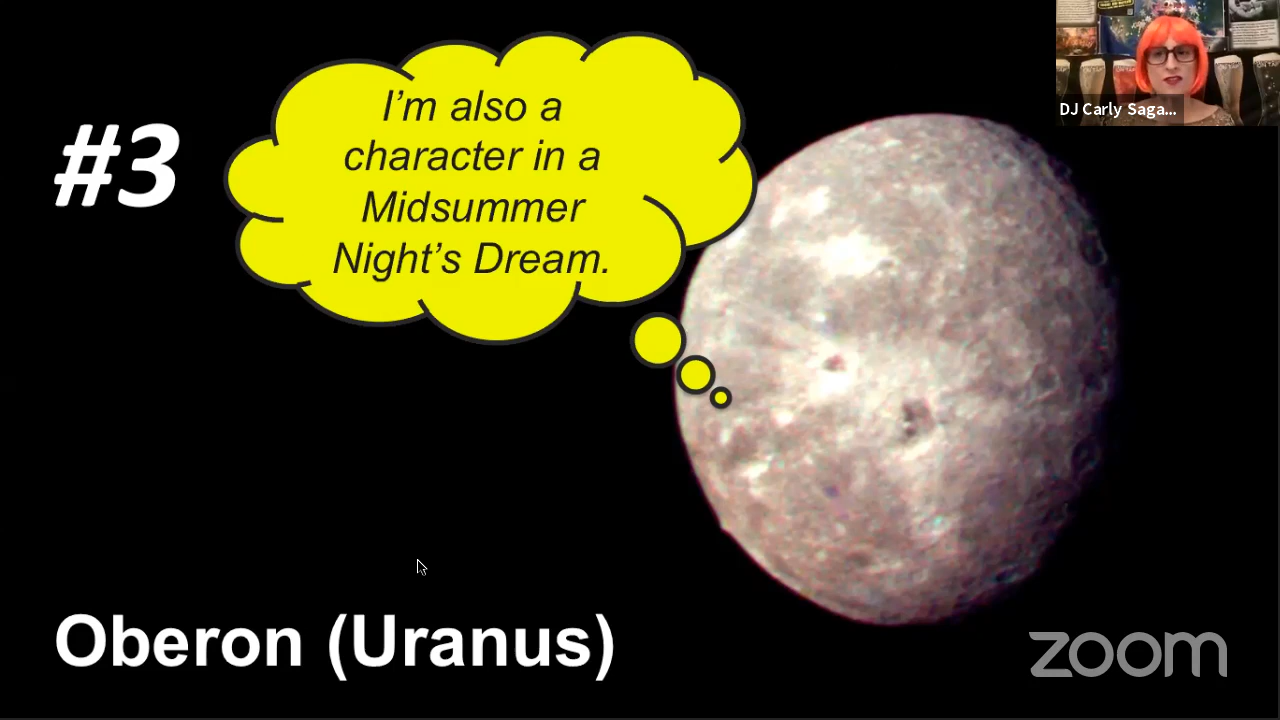 #3
I'm also a
character in a
Midsummer
Night's Dream.
DJ Carly Saga...
Oberon (Uranus)
zoom